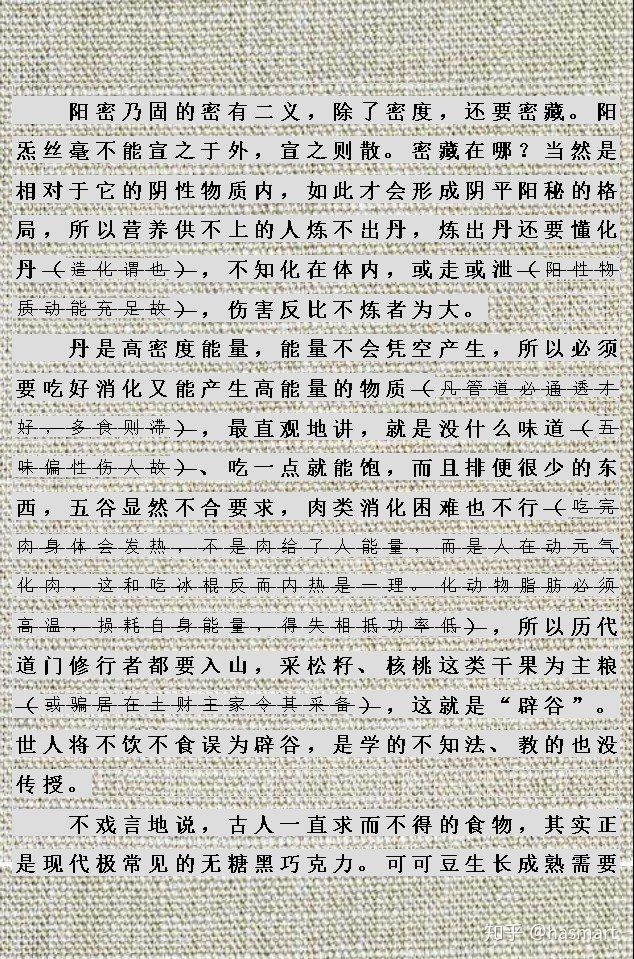 阳密乃固的密有二义，除了密度，还要密藏。阳
炁丝毫不能宣之于外，宣之则散。密藏在哪？当然是
相对于它的阴性物质内，如此才会形成阴平阳秘的格
局，所以营养供不上的人炼不出丹，炼出丹还要懂化
丹（造化谓也），不知化在体内，或走或泄（阳性物
质动能充足故），伤害反比不炼者为大。
丹是高密度能量，能量不会凭空产生，所以必须
要吃好消化又能产生高能量的物质（凡管道必通透才
好，多食则滞），最直观地讲，就是没什么味道（五
味偏性伤人故）、吃一点就能饱，而且排便很少的东
西，五谷显然不合要求，肉类消化困难也不行（吃完
肉身体会发热，不是肉给了人能量，而是人在动元气
化肉，这和吃冰棍反而内热是一理。化动物脂肪必须
高温，损耗自身能量，得失相抵功率低），所以历代
道门修行者都要入山，采松籽、核桃这类干果为主粮
（或骗居在土财主家令其采备），这就是“辟谷”。
世人将不饮不食误为辟谷，是学的不知法、教的也没
传授。
不戏言地说，古人一直求而不得的食物，其实正
是现代极常见的无糖黑巧克力。可可豆生长成熟需要
知乎 @hasmart